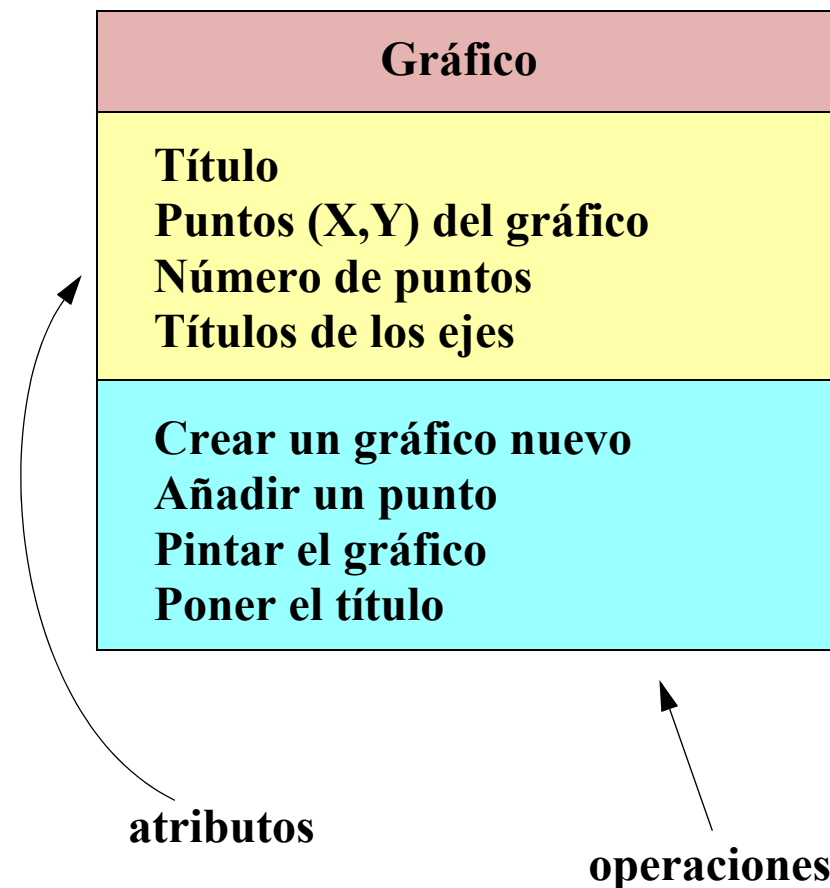 Gráfico
Título
Puntos (X,Y) del gráfico
Número de puntos
Títulos de los ejes
Crear un gráfico nuevo
Añadir un punto
Pintar el gráfico
Poner el título
atributos
operaciones